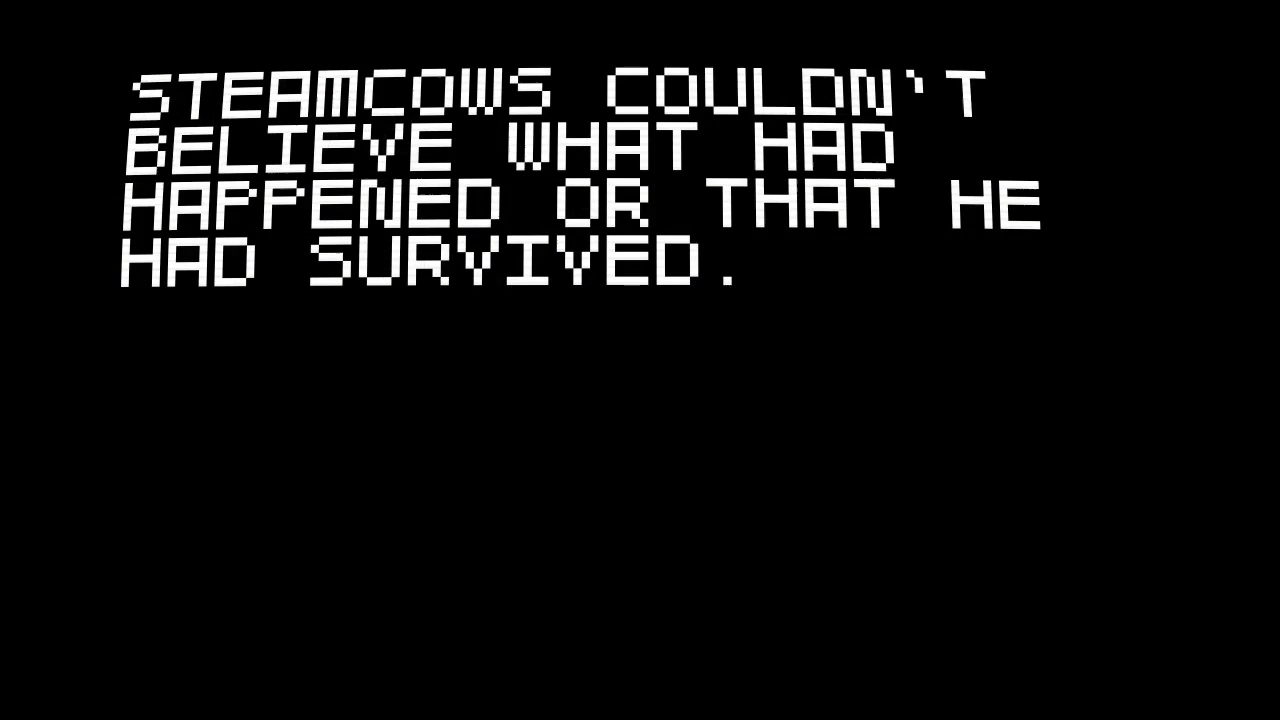 STEAMCOWS COULDN'T
BELIEVE WHAT HAD
HAPPENED OR THAT HE
HAD SURVIVED.